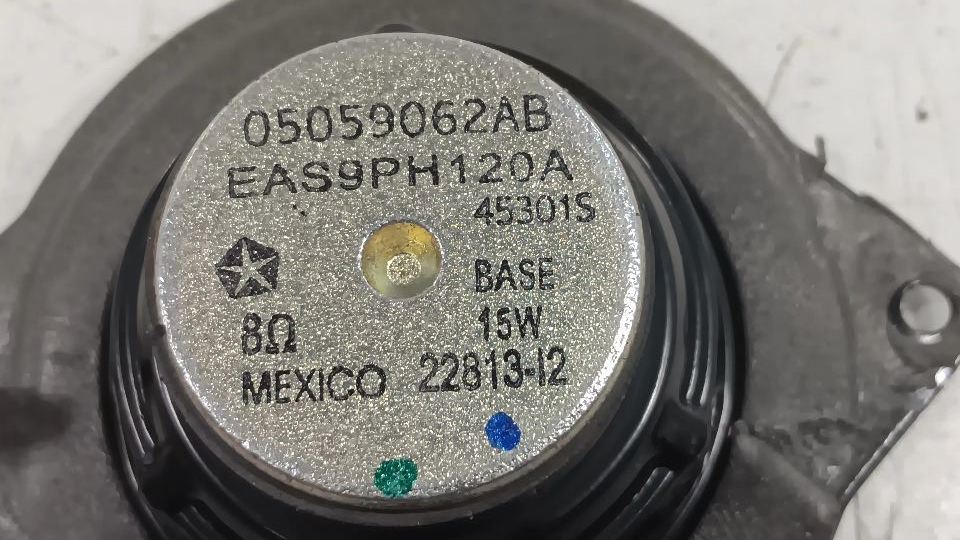 05059062AB
EAS9PH120A
45301S
BASE
8Ω
15W
MEXICO
22813-12